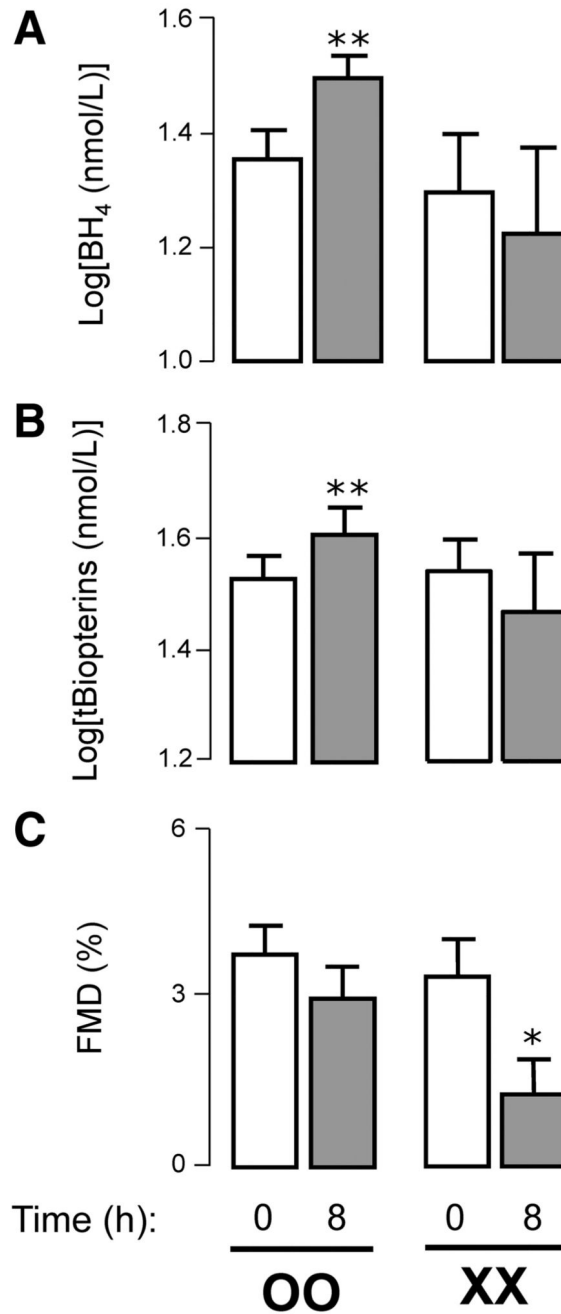 A
Log[BH₄ (nmol/L)]
1.6
1.4
1.2
1.0
**
B
Log[tBiopterins (nmol/L)]
1.8
1.6
1.4
1.2
**
C
FMD (%)
6
3
0
*
Time (h): 0 8 0 8
OO XX